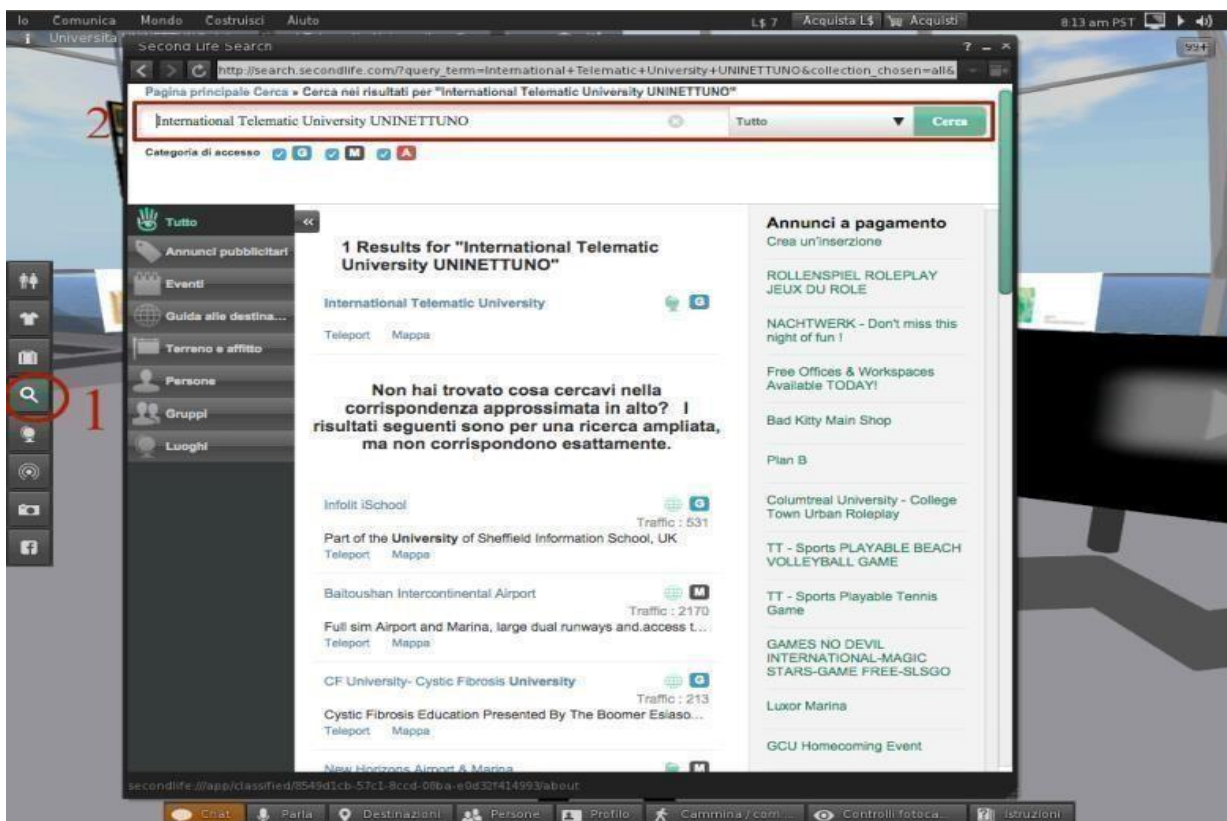 Io Comunica Mondo Costruisci Aiuto L$ 7 Acquista L$ Acquisti 8:13 am PST
i Universita 99+
Second Life Search ? – ×
http://search.secondlife.com/?query_term=International+Telematic+University+UNINETTUNO&collection_chosen=all&
Pagina principale Cerca » Cerca nei risultati per "International Telematic University UNINETTUNO"
2 International Telematic University UNINETTUNO Tutto Cerca
Categoria di accesso G M A
Tutto
Annunci pubblicitari
Eventi
Guida alle destina...
Terreno e affitto
Persone
Gruppi
Luoghi
1
1 Results for "International Telematic
University UNINETTUNO"
International Telematic University G
Teleport Mappa
Non hai trovato cosa cercavi nella
corrispondenza approssimata in alto? I
risultati seguenti sono per una ricerca ampliata,
ma non corrispondono esattamente.
Infolit iSchool G
Traffic : 531
Part of the University of Sheffield Information School, UK
Teleport Mappa
Baitoushan Intercontinental Airport M
Traffic : 2170
Full sim Airport and Marina, large dual runways and.access t...
Teleport Mappa
CF University- Cystic Fibrosis University G
Traffic : 213
Cystic Fibrosis Education Presented By The Boomer Esiaso...
Teleport Mappa
New Horizons Airport & Marina M
Annunci a pagamento
Crea un'inserzione
ROLLENSPIEL ROLEPLAY
JEUX DU ROLE
NACHTWERK - Don't miss this
night of fun !
Free Offices & Workspaces
Available TODAY!
Bad Kitty Main Shop
Plan B
Columtreal University - College
Town Urban Roleplay
TT - Sports PLAYABLE BEACH
VOLLEYBALL GAME
TT - Sports Playable Tennis
Game
GAMES NO DEVIL
INTERNATIONAL-MAGIC
STARS-GAME FREE-SLSGO
Luxor Marina
GCU Homecoming Event
secondlife:///app/classified/8549d1cb-57c1-8ccd-08ba-e0d32f414993/about
Chat Parla Destinazioni Persone Profilo Cammina / corri ... Controlli fotoca... Istruzioni